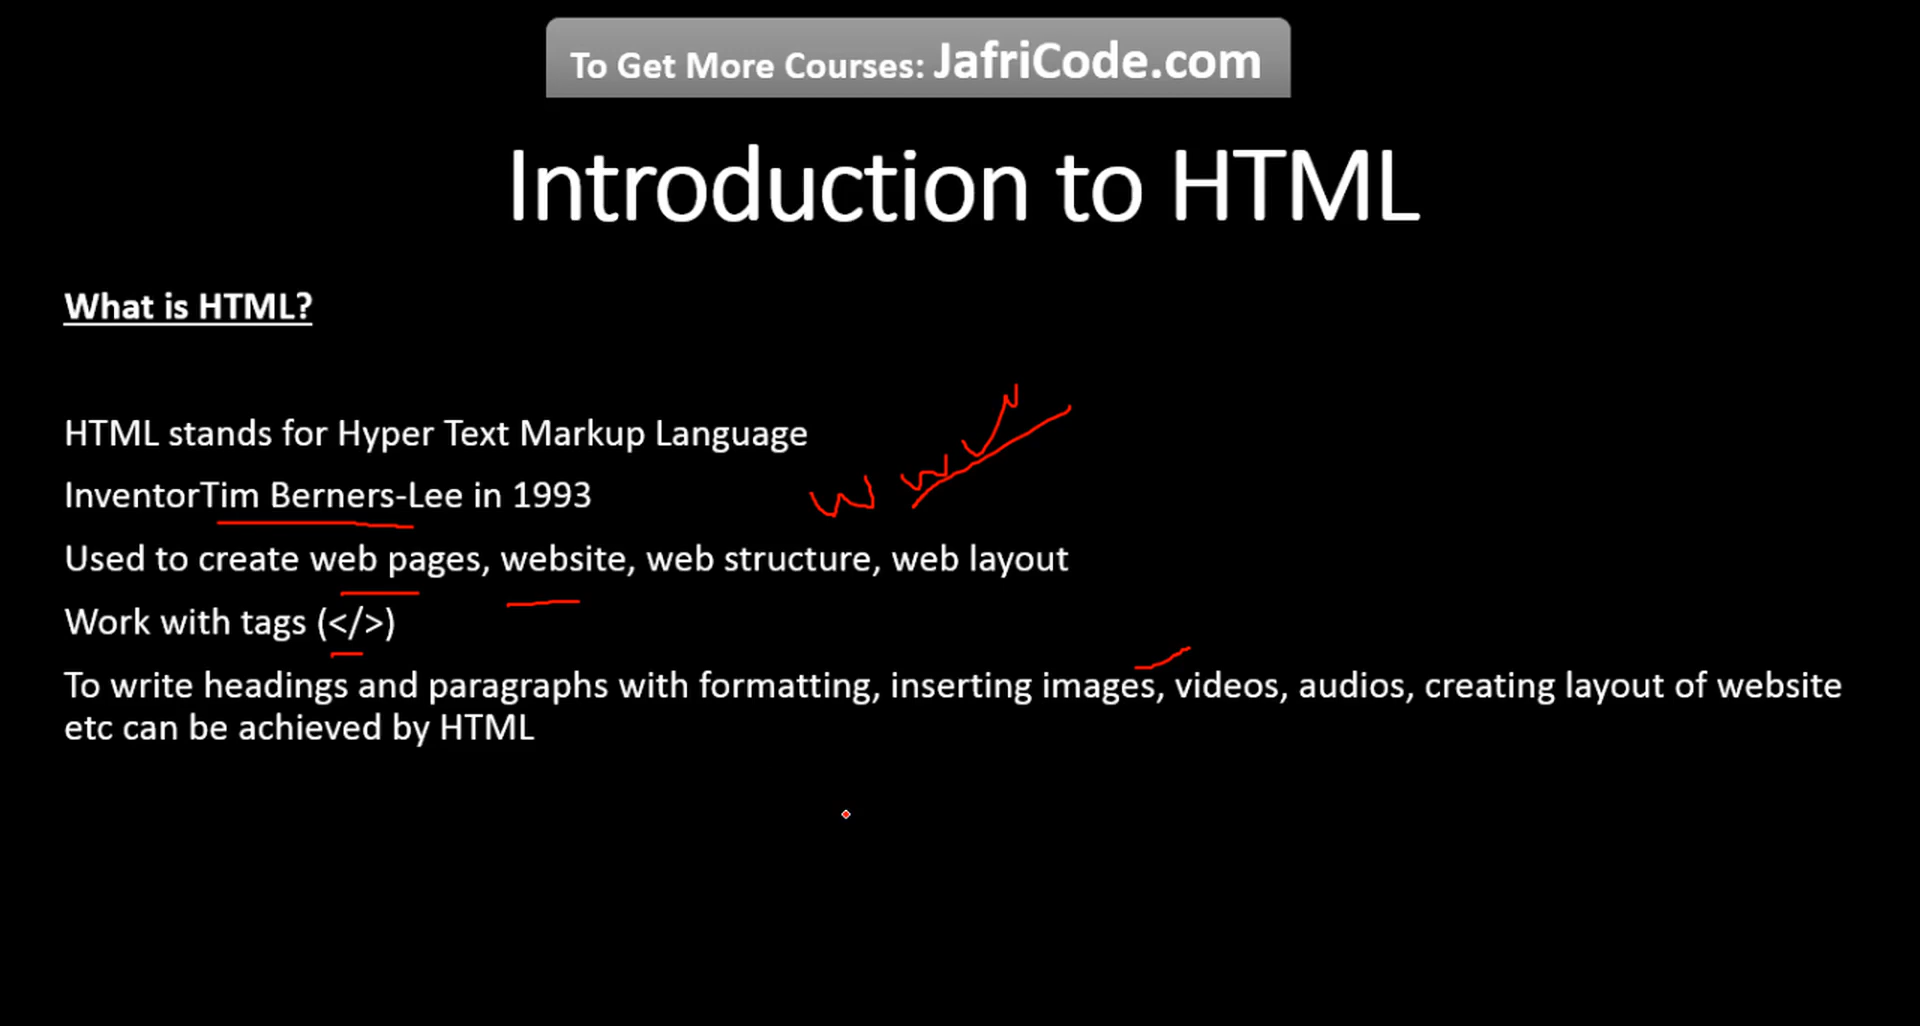 To Get More Courses: JafriCode.com
Introduction to HTML
What is HTML?
HTML stands for Hyper Text Markup Language
InventorTim Berners-Lee in 1993
w w w
Used to create web pages, website, web structure, web layout
Work with tags (</>)
To write headings and paragraphs with formatting, inserting images, videos, audios, creating layout of website
etc can be achieved by HTML